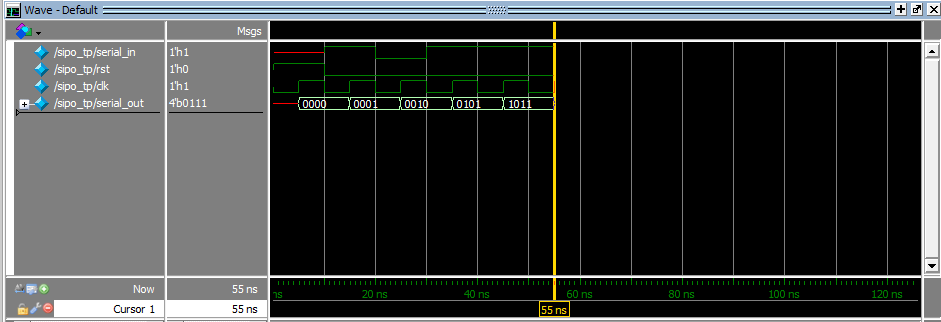 Wave - Default
Msgs
/sipo_tp/serial_in 1'h1
/sipo_tp/rst 1'h0
/sipo_tp/clk 1'h1
/sipo_tp/serial_out 4'b0111 0000 0001 0010 0101 1011
Now 55 ns ns 20 ns 40 ns 60 ns 80 ns 100 ns 120 ns
Cursor 1 55 ns 55 ns